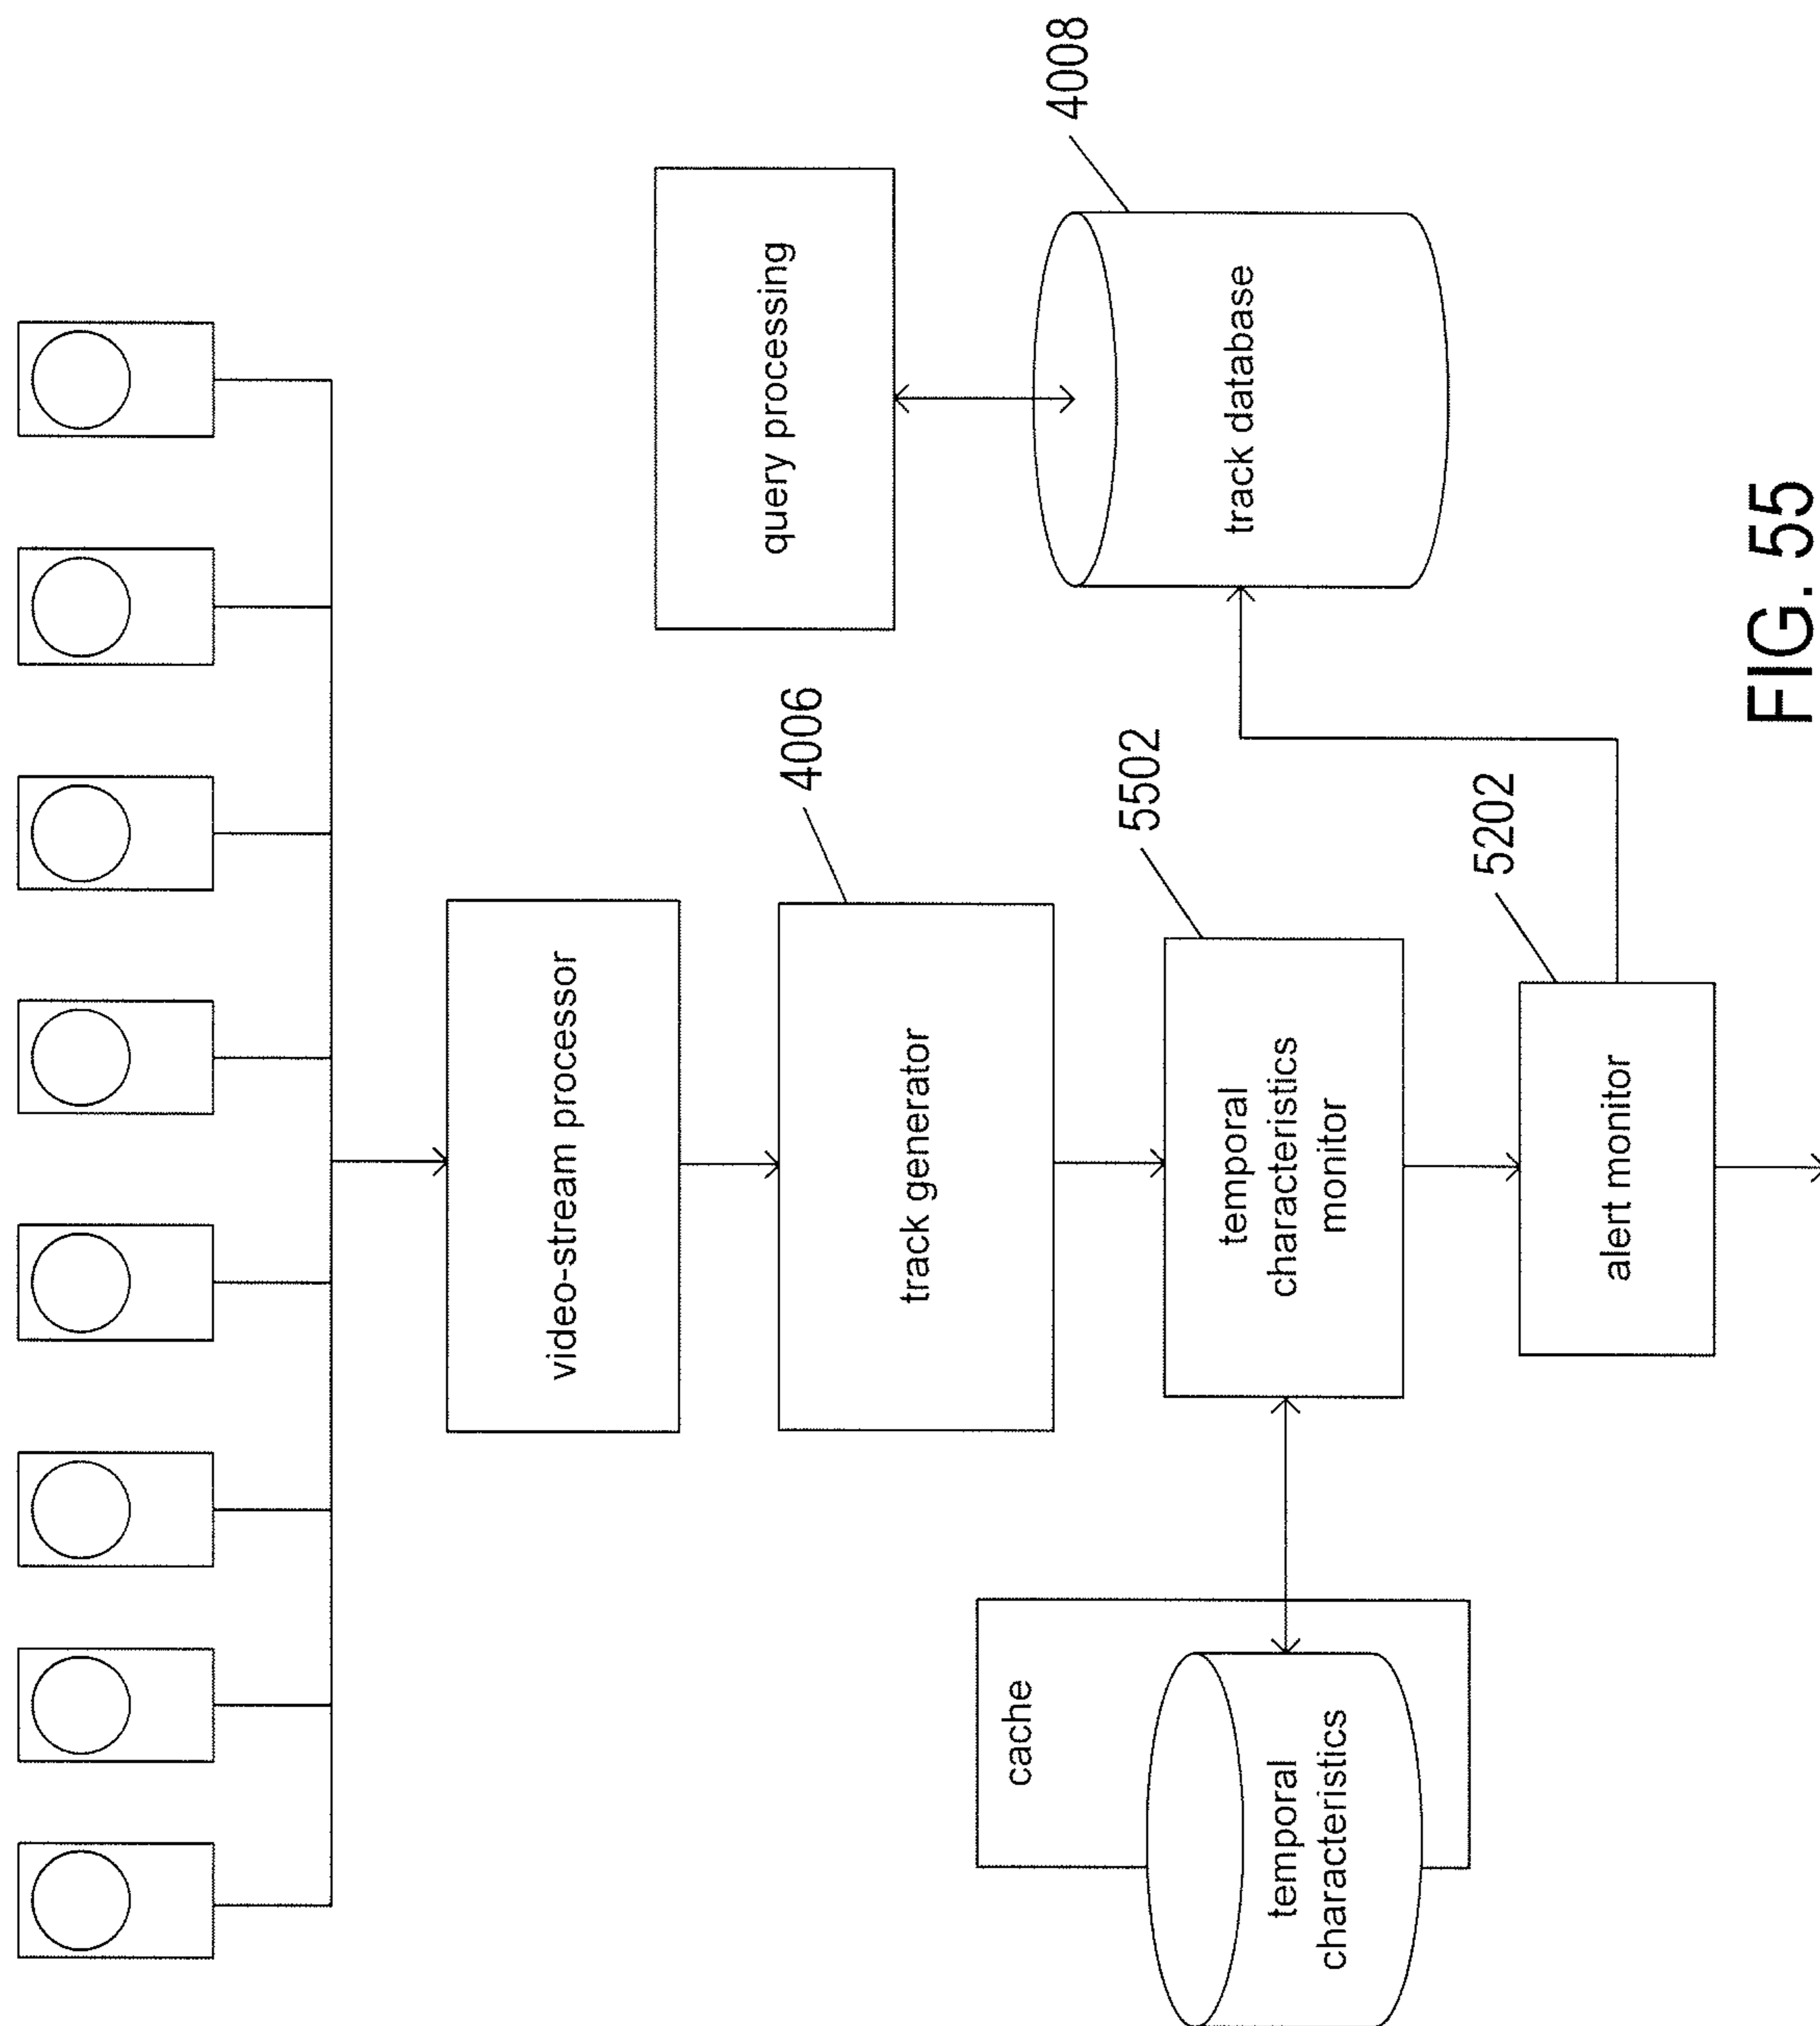 video-stream processor
4006
track generator
query processing
4008
track database
5502
temporal
characteristics
monitor
cache
temporal
characteristics
5202
alert monitor
FIG. 55